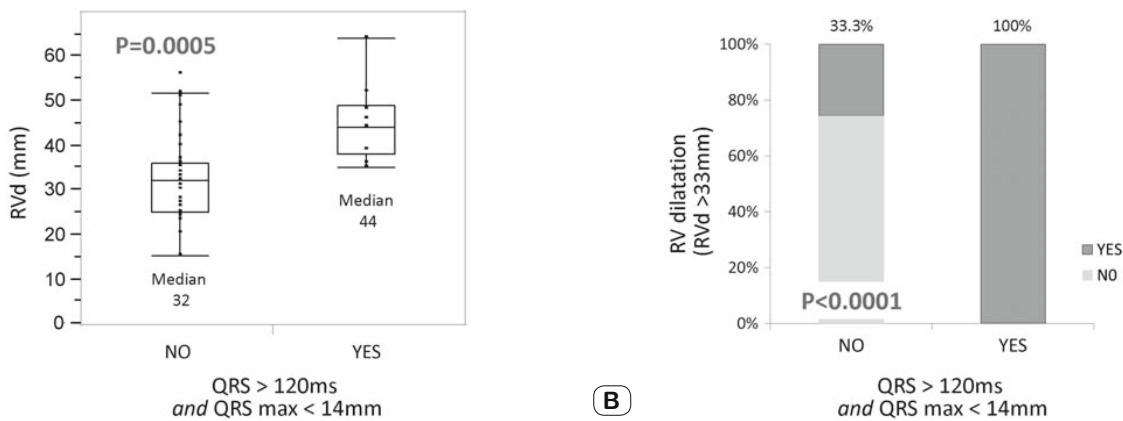 P=0.0005
RVd (mm)
60
50
40
30
20
10
0
Median
32
Median
44
NO
YES
QRS > 120ms
and QRS max < 14mm
B
33.3%
100%
RV dilatation
(RVd >33mm)
100%
80%
60%
40%
20%
0%
P<0.0001
YES
N0
NO
YES
QRS > 120ms
and QRS max < 14mm